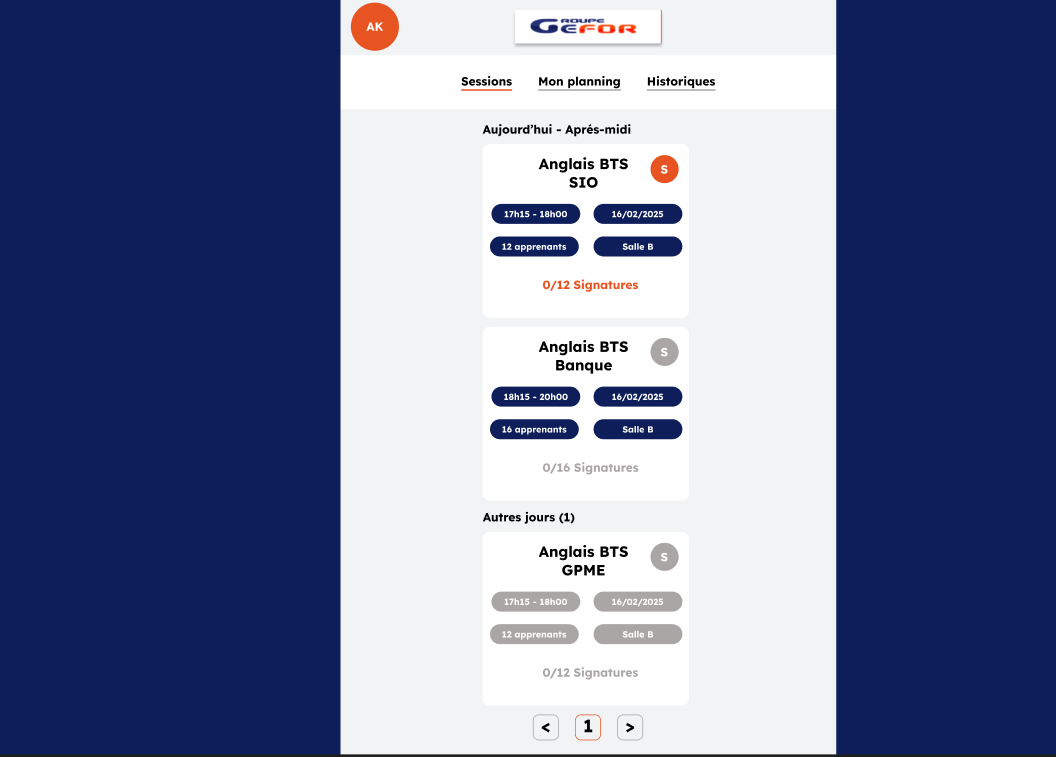 AK
GROUPE
GEFOR
Sessions Mon planning Historiques
Aujourd'hui - Aprés-midi
Anglais BTS
SIO
S
17h15 - 18h00 16/02/2025
12 apprenants Salle B
0/12 Signatures
Anglais BTS
Banque
S
18h15 - 20h00 16/02/2025
16 apprenants Salle B
0/16 Signatures
Autres jours (1)
Anglais BTS
GPME
S
17h15 - 18h00 16/02/2025
12 apprenants Salle B
0/12 Signatures
< 1 >